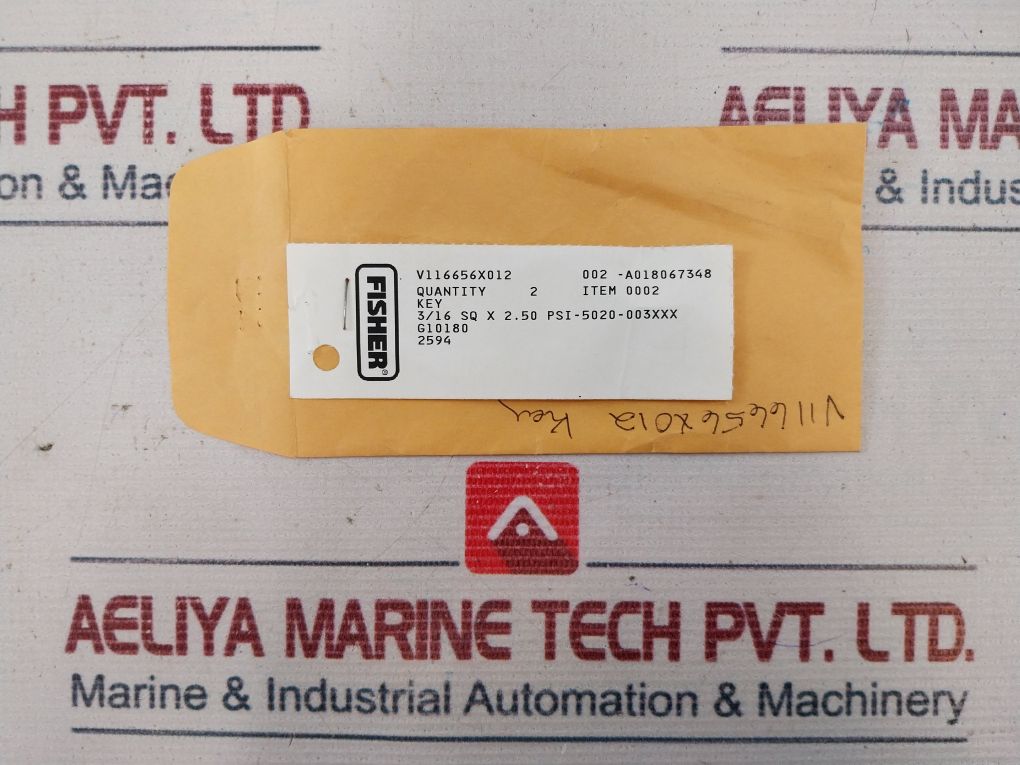 H PVT. LTD
on & Mac
AELIYA MA
& Indus
FISHER®
V116656X012 002 -A018067348
QUANTITY 2 ITEM 0002
KEY
3/16 SQ X 2.50 PSI-5020-003XXX
G10180
2594
V116656X012 Key
AELIYA MARINE TECH PVT. LTD.
Marine & Industrial Automation & Machinery